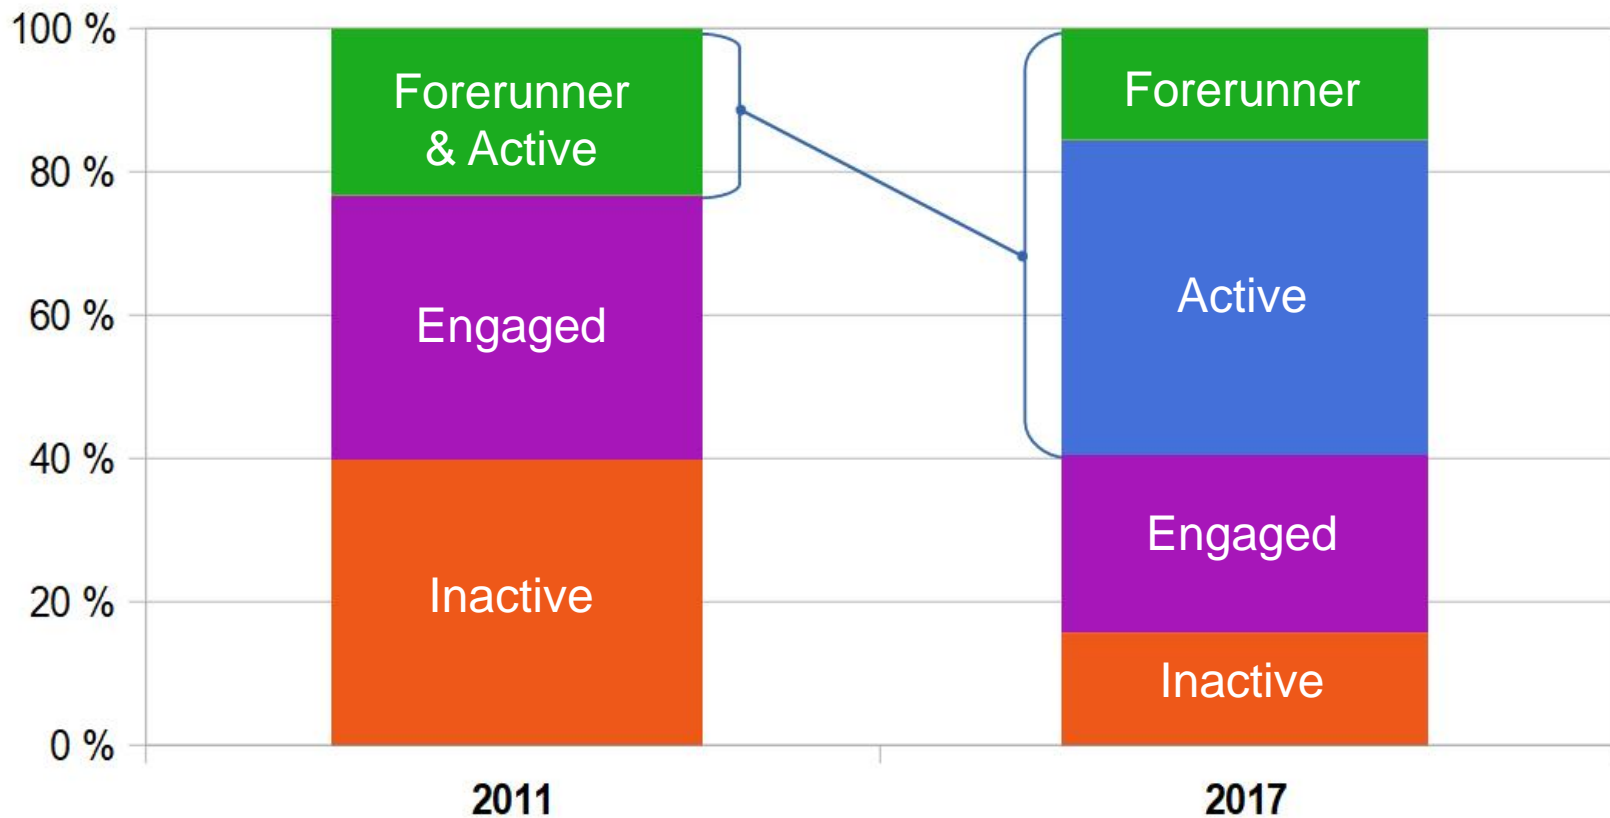 100 %
80 %
60 %
40 %
20 %
0 %
Forerunner
& Active
Engaged
Inactive
Forerunner
Active
Engaged
Inactive
2011
2017